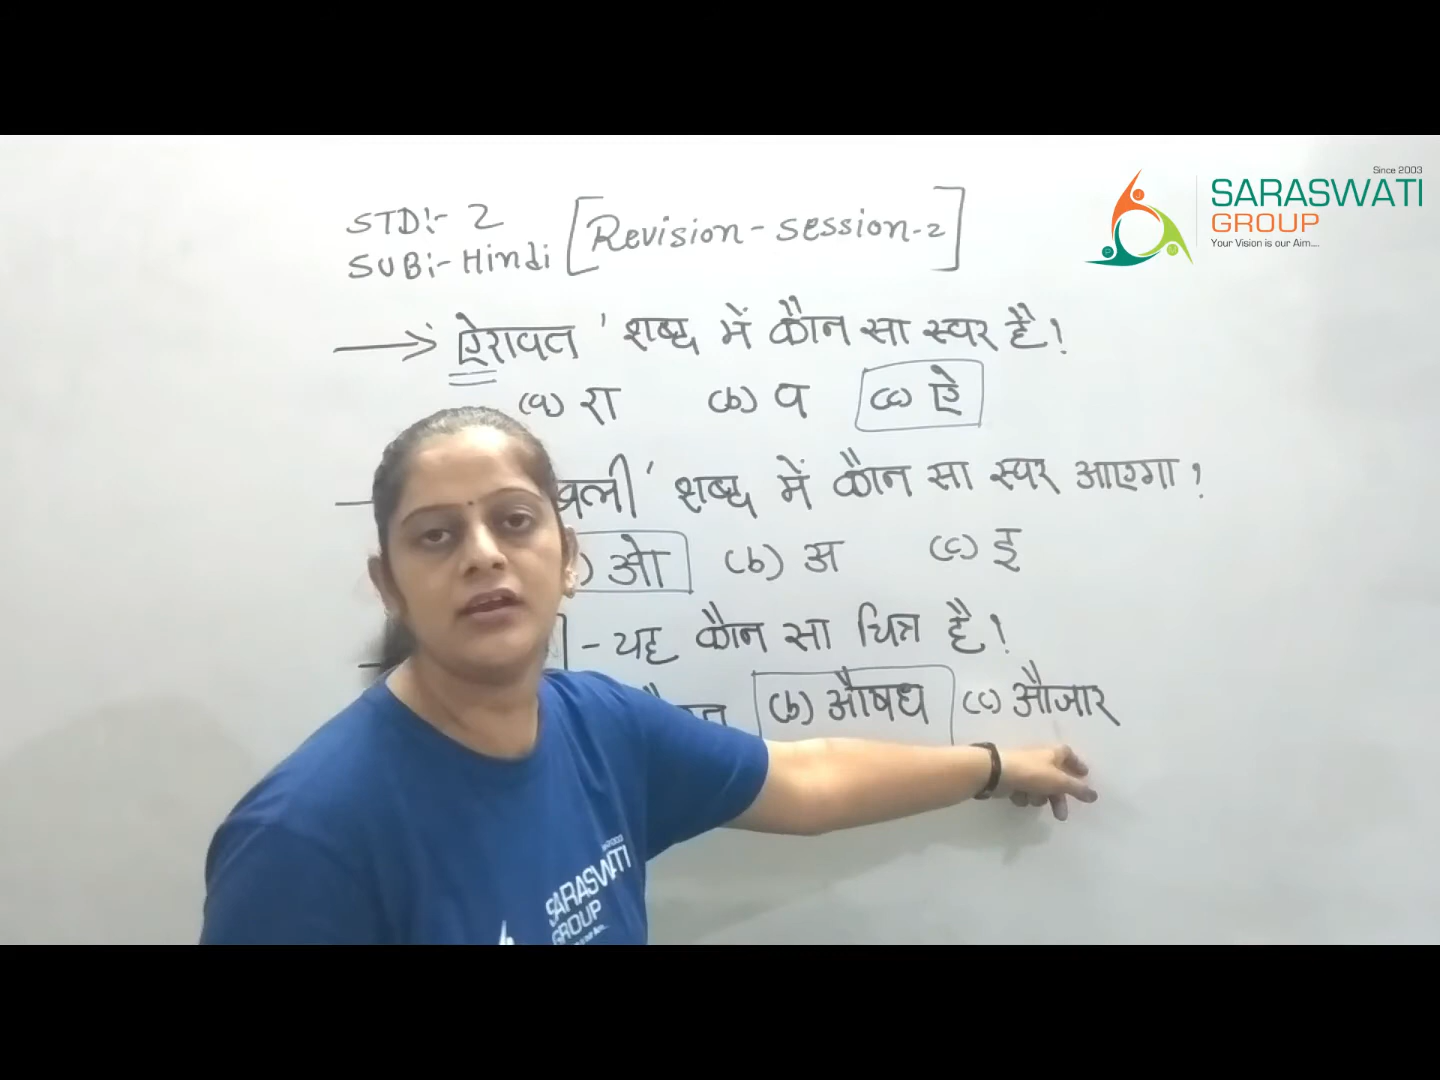 Since 2003
SARASWATI
GROUP
Your Vision is our Aim....
STD:- 2
SUB:- Hindi [Revision-session-2]
ऐरावत ' शब्द में कौन सा स्वर है?
(a) रा (b) व (c) ऐ
शब्द में कौन सा स्वर आएगा?
) ओ (b) अ (c) इ
- यह कौन सा चित्र है?
(b) औषध (c) औजार
SARASWATI
GROUP